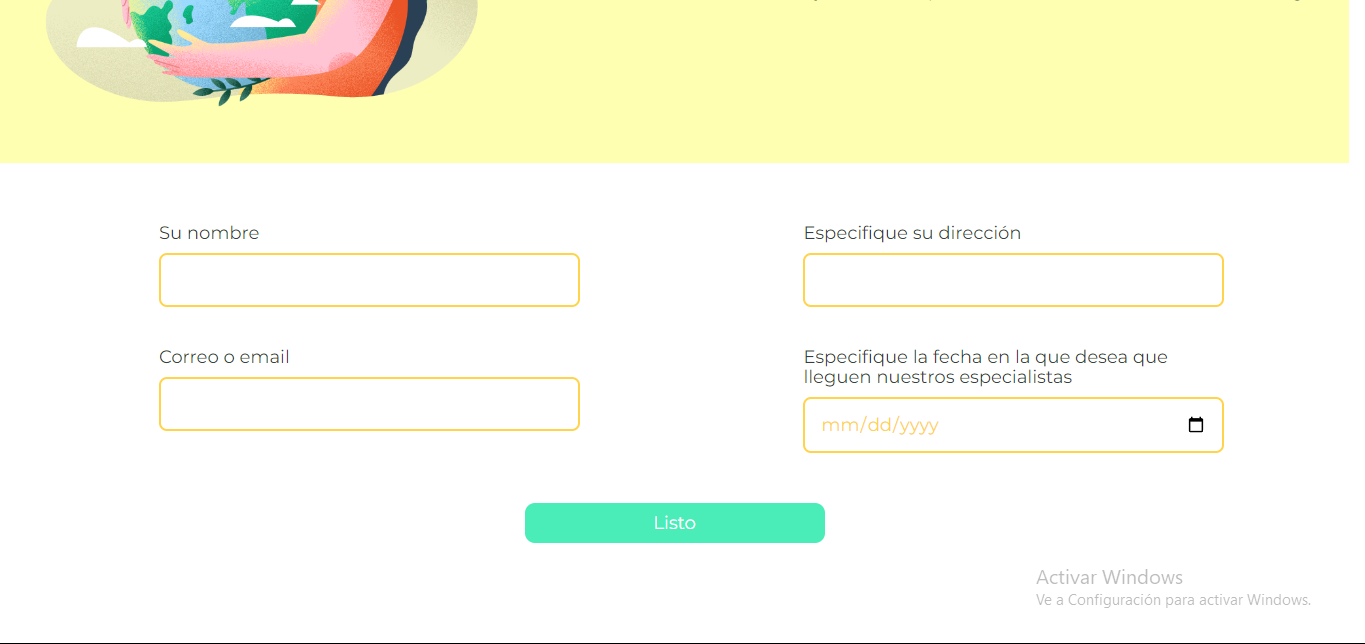 Su nombre
Especifique su dirección
Correo o email
Especifique la fecha en la que desea que
lleguen nuestros especialistas
mm/dd/yyyy
Listo
Activar Windows
Ve a Configuración para activar Windows.